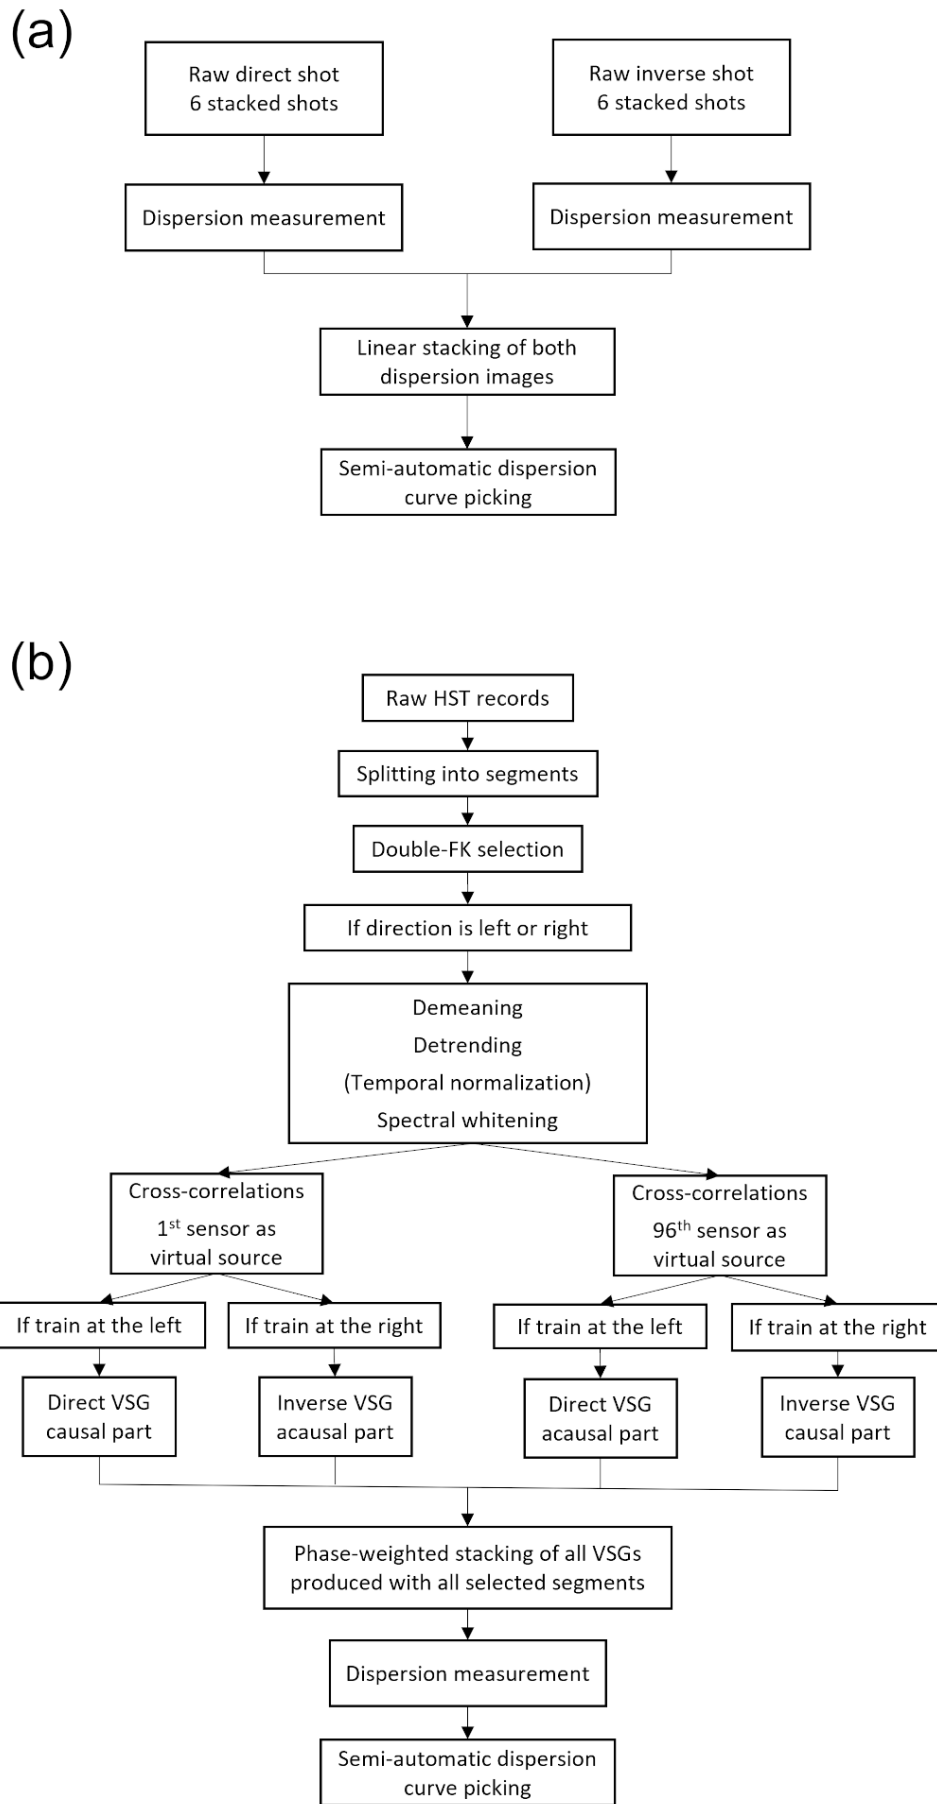 (a)
Raw direct shot
6 stacked shots
Raw inverse shot
6 stacked shots
Dispersion measurement
Dispersion measurement
Linear stacking of both
dispersion images
Semi-automatic dispersion
curve picking
(b)
Raw HST records
Splitting into segments
Double-FK selection
If direction is left or right
Demeaning
Detrending
(Temporal normalization)
Spectral whitening
Cross-correlations
1st sensor as
virtual source
Cross-correlations
96th sensor as
virtual source
If train at the left
If train at the right
If train at the left
If train at the right
Direct VSG
causal part
Inverse VSG
acausal part
Direct VSG
acausal part
Inverse VSG
causal part
Phase-weighted stacking of all VSGs
produced with all selected segments
Dispersion measurement
Semi-automatic dispersion
curve picking